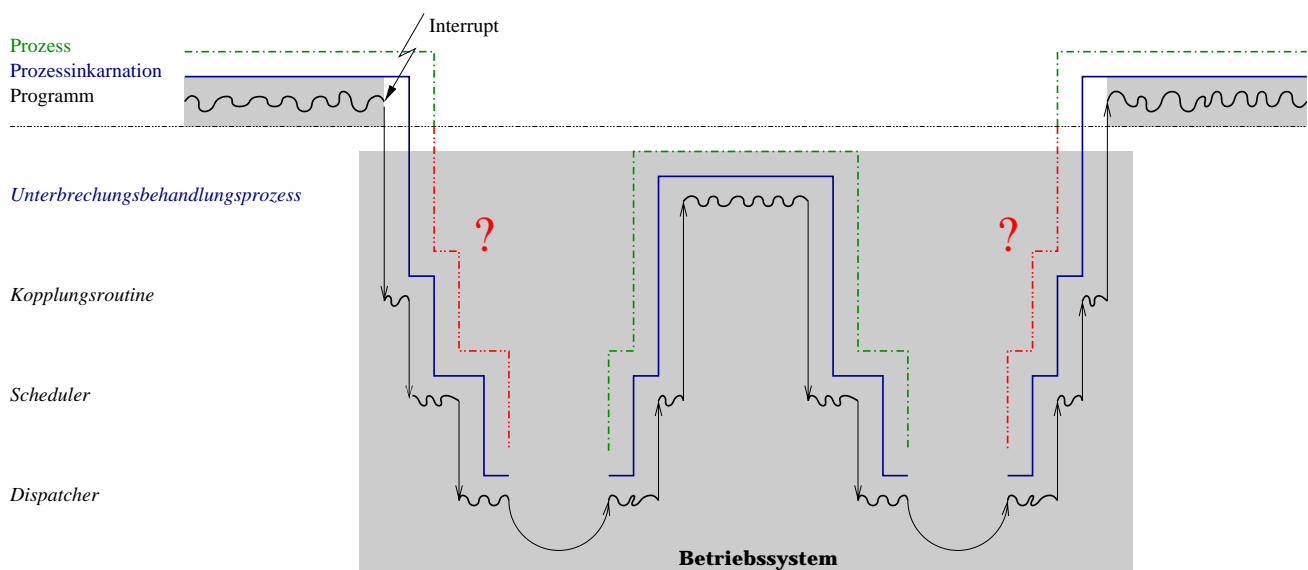 Interrupt
Prozess
Prozessinkarnation
Programm
Unterbrechungsbehandlungsprozess
?
?
Kopplungsroutine
Scheduler
Dispatcher
Betriebssystem